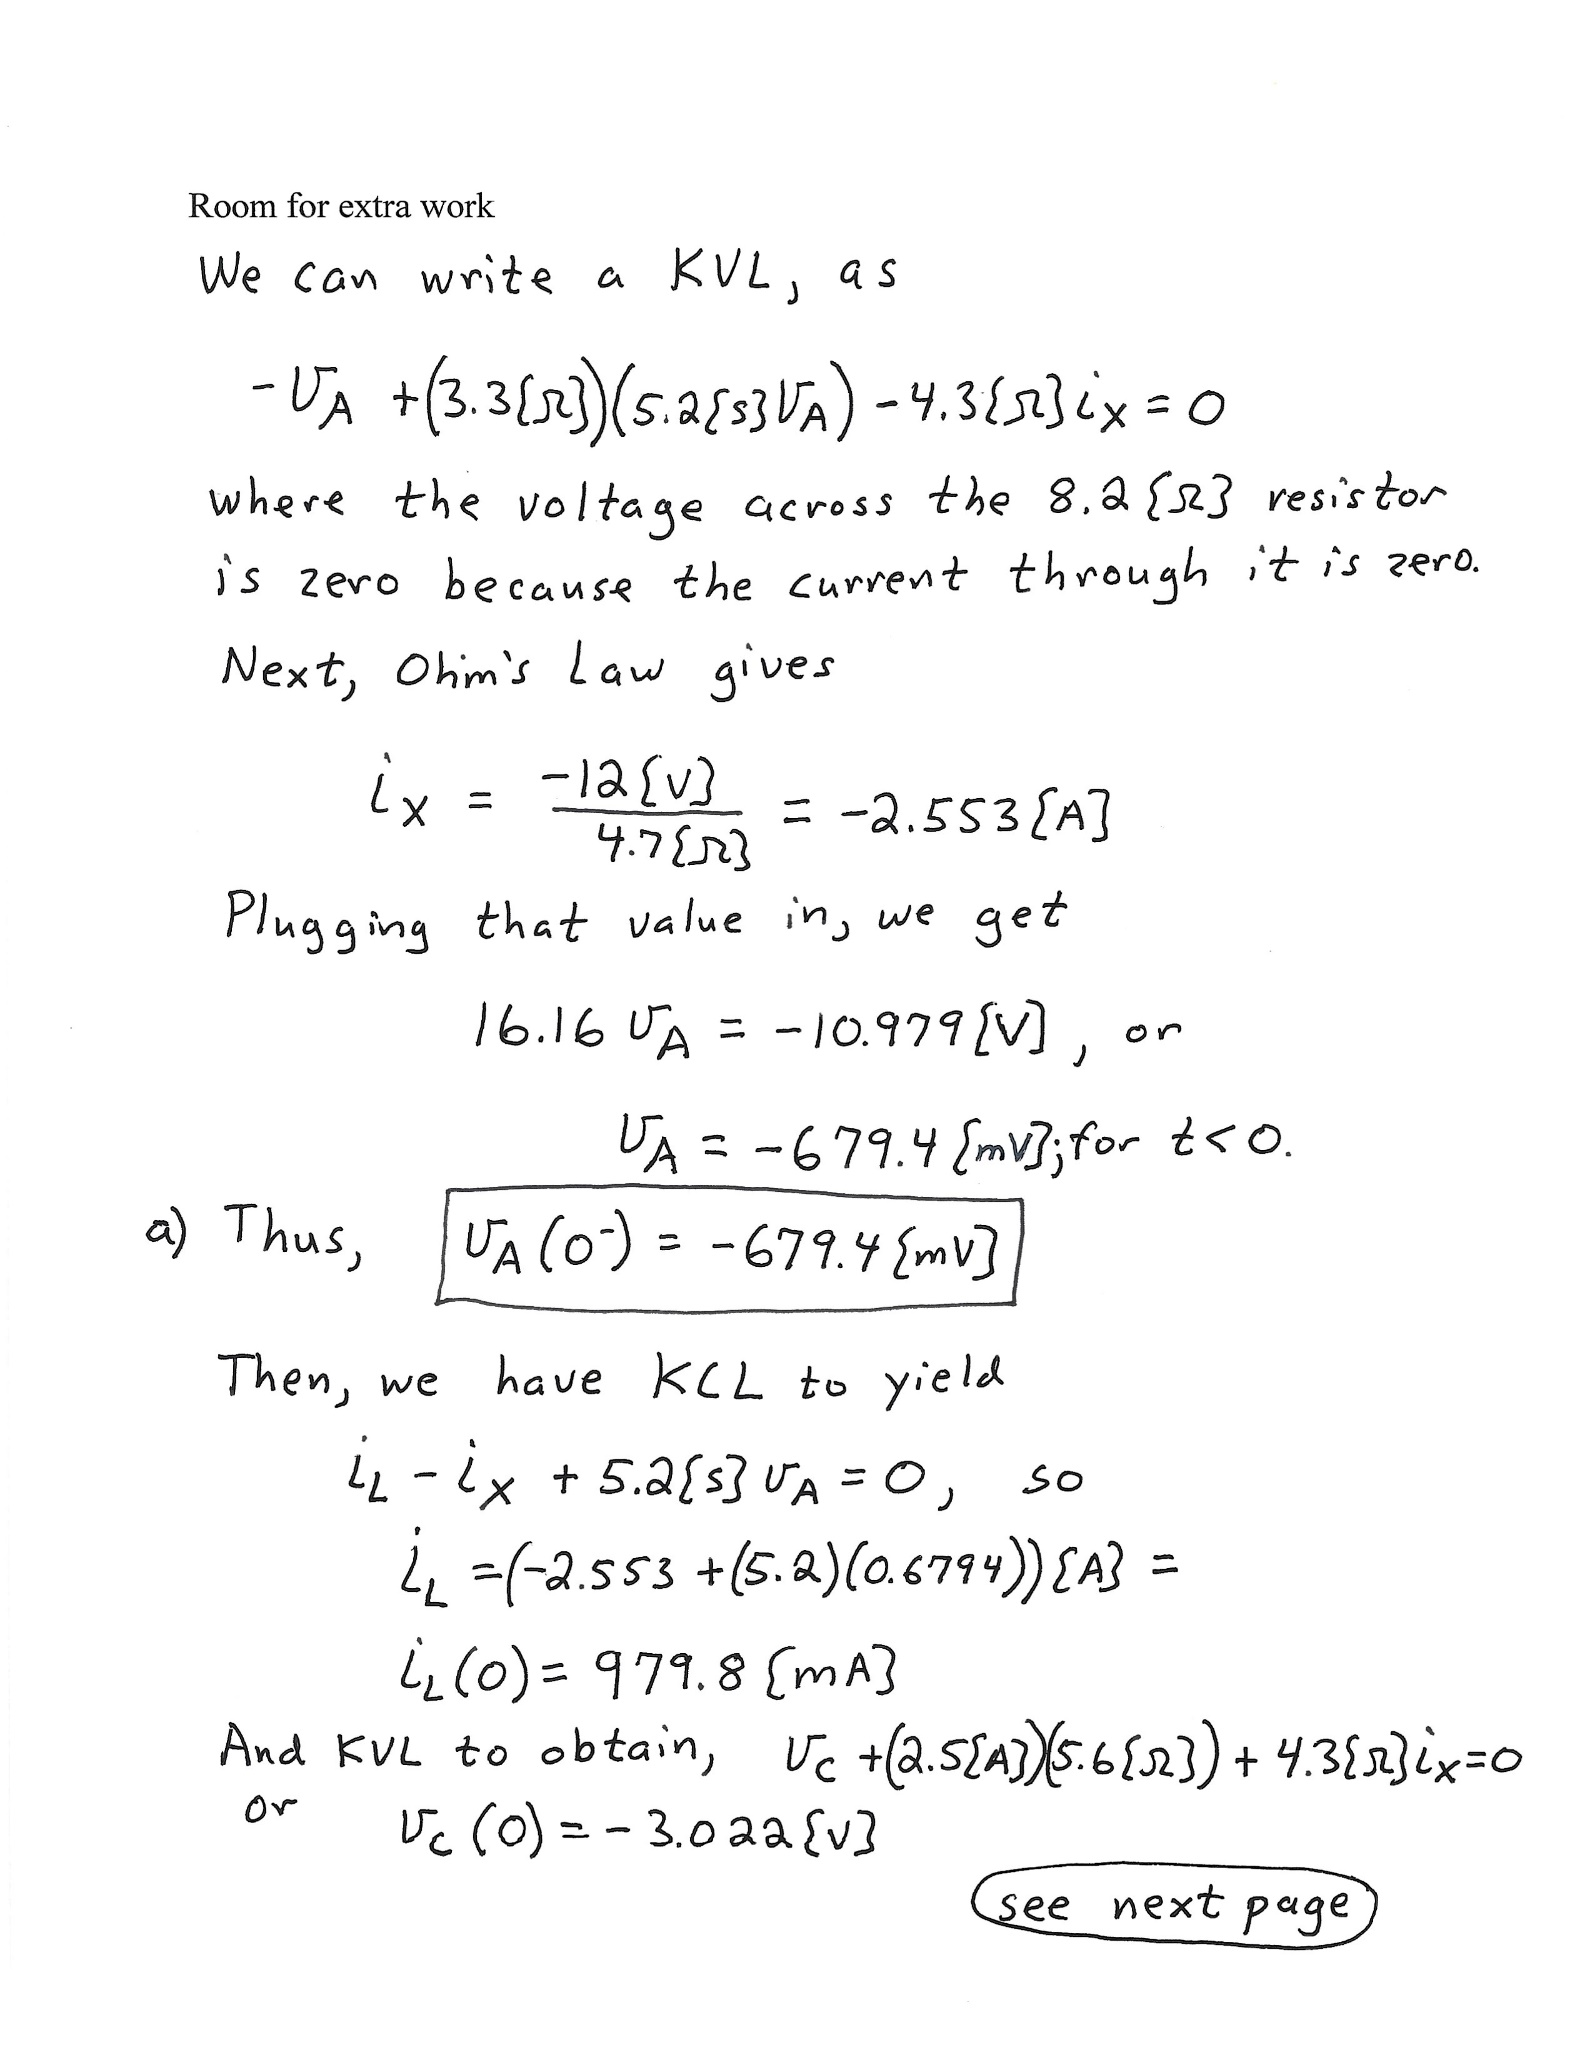 Room for extra work
We can write a KVL, as
-VA + (3.3{Ω})(5.2{S}VA) - 4.3{Ω}iX = 0
where the voltage across the 8.2{Ω} resistor
is zero because the current through it is zero.
Next, Ohm's Law gives
iX = -12{V} / 4.7{Ω} = -2.553{A}
Plugging that value in, we get
16.16 VA = -10.979{V}, or
VA = -679.4{mV}; for t<0.
a) Thus, VA(0⁻) = -679.4{mV}
Then, we have KCL to yield
iL - iX + 5.2{S}VA = 0, so
iL = (-2.553 + (5.2)(0.6794)){A} =
iL(0) = 979.8{mA}
And KVL to obtain, VC + (2.5{A})(5.6{Ω}) + 4.3{Ω}iX = 0
or VC(0) = -3.022{V}
see next page